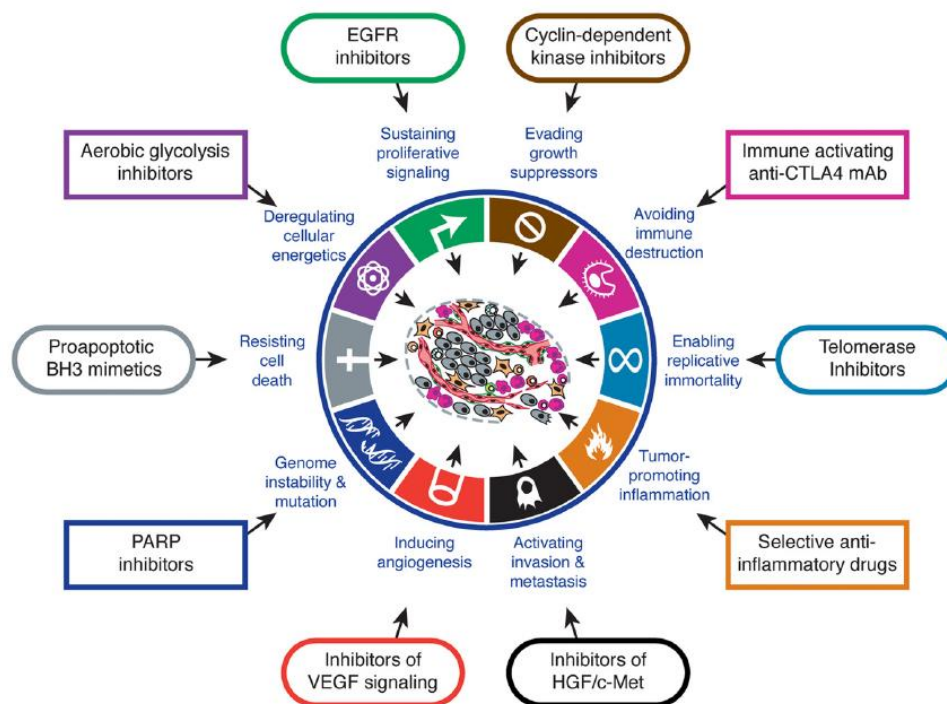 EGFR
inhibitors
Cyclin-dependent
kinase inhibitors
Aerobic glycolysis
inhibitors
Sustaining
proliferative
signaling
Evading
growth
suppressors
Immune activating
anti-CTLA4 mAb
Deregulating
cellular
energetics
Avoiding
immune
destruction
Proapoptotic
BH3 mimetics
Resisting
cell
death
Enabling
replicative
immortality
Telomerase
Inhibitors
Genome
instability &
mutation
Tumor-
promoting
inflammation
PARP
inhibitors
Inducing
angiogenesis
Activating
invasion &
metastasis
Selective anti-
inflammatory drugs
Inhibitors of
VEGF signaling
Inhibitors of
HGF/c-Met